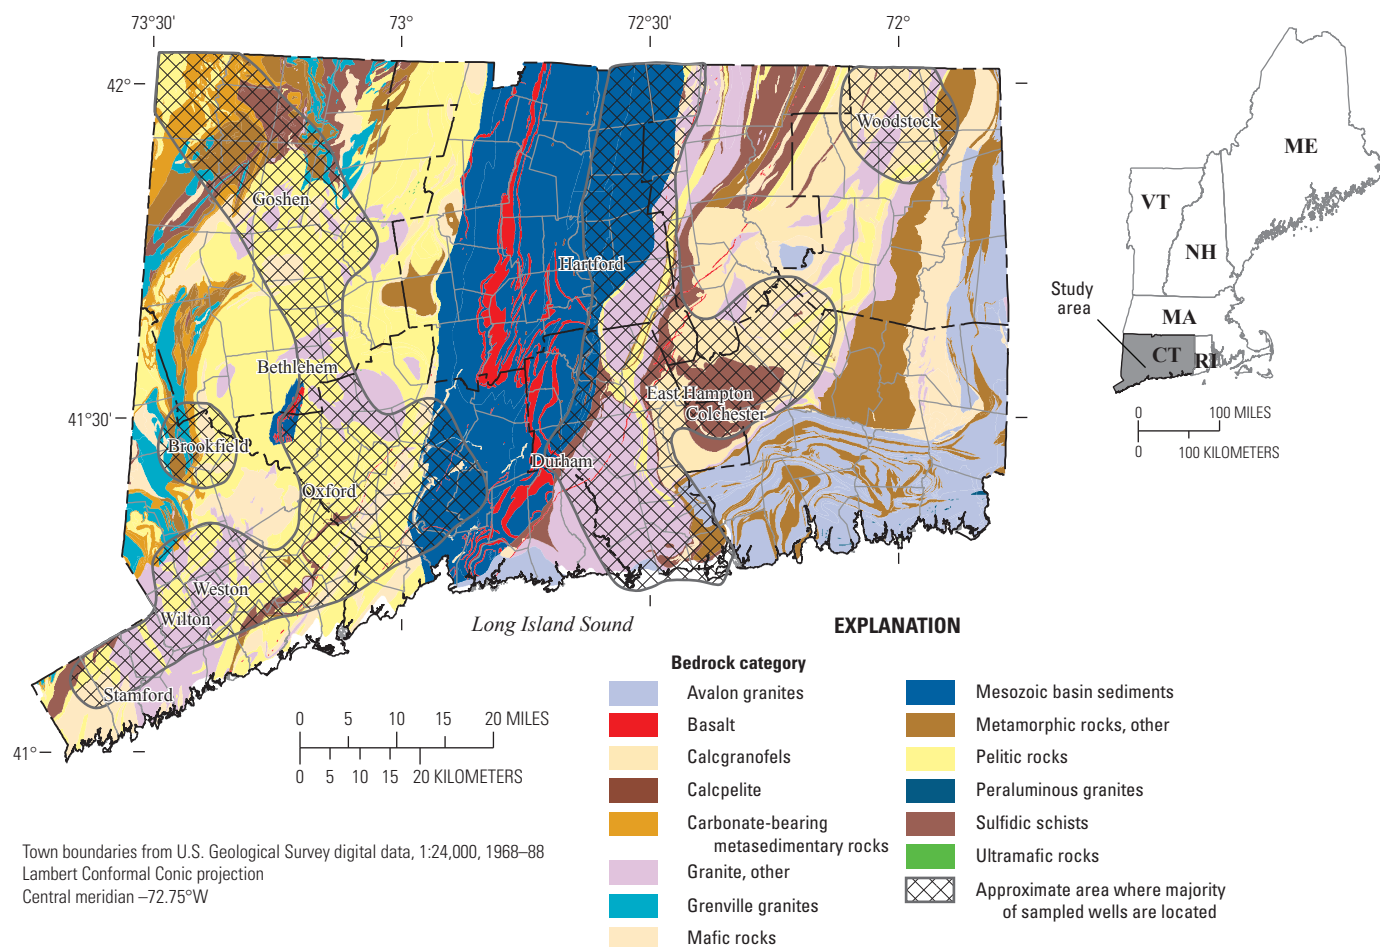 73°30'
73°
72°30'
72°
42°
Woodstock
Goshen
Hartford
Bethlehem
East Hampton
Colchester
41°30'
Brookfield
Durham
Oxford
Weston
Wilton
Stamford
41°
Long Island Sound
ME
VT
NH
Study
area
MA
CT
RI
0 100 MILES
0 100 KILOMETERS
0 5 10 15 20 MILES
0 5 10 15 20 KILOMETERS
Town boundaries from U.S. Geological Survey digital data, 1:24,000, 1968–88
Lambert Conformal Conic projection
Central meridian –72.75°W
EXPLANATION
Bedrock category
Avalon granites
Basalt
Calcgranofels
Calcpelite
Carbonate-bearing
metasedimentary rocks
Granite, other
Grenville granites
Mafic rocks
Mesozoic basin sediments
Metamorphic rocks, other
Pelitic rocks
Peraluminous granites
Sulfidic schists
Ultramafic rocks
Approximate area where majority
of sampled wells are located